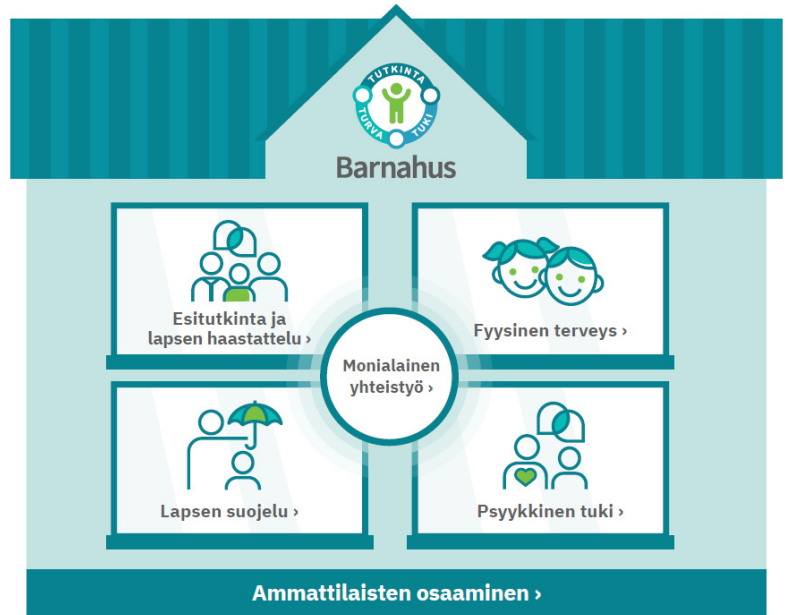 TUTKINTA
TURVA
TUKI
Barnahus
Esitutkinta ja
lapsen haastattelu ›
Fyysinen terveys ›
Monialainen
yhteistyö ›
Lapsen suojelu ›
Psyykkinen tuki ›
Ammattilaisten osaaminen ›